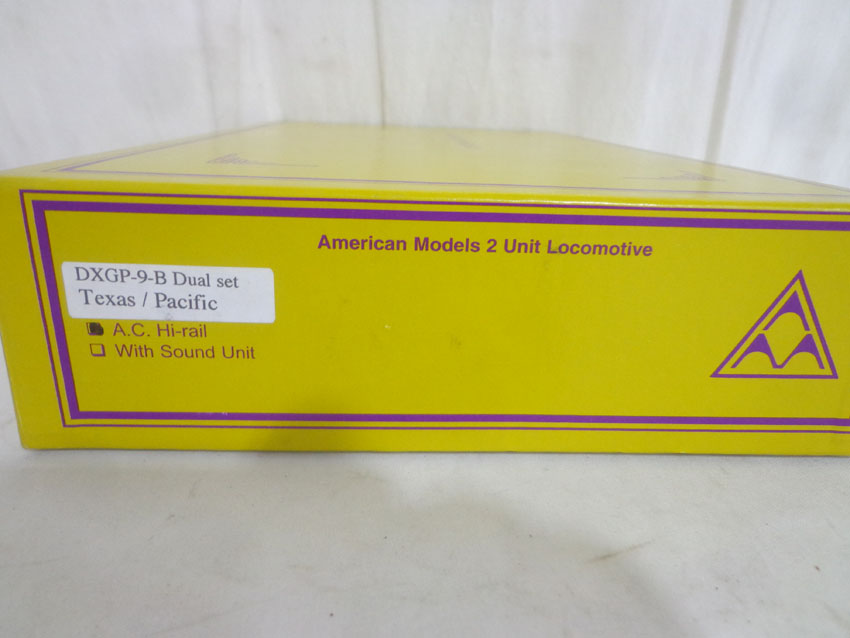 American Models 2 Unit Locomotive
DXGP-9-B Dual set
Texas / Pacific
A.C. Hi-rail
With Sound Unit